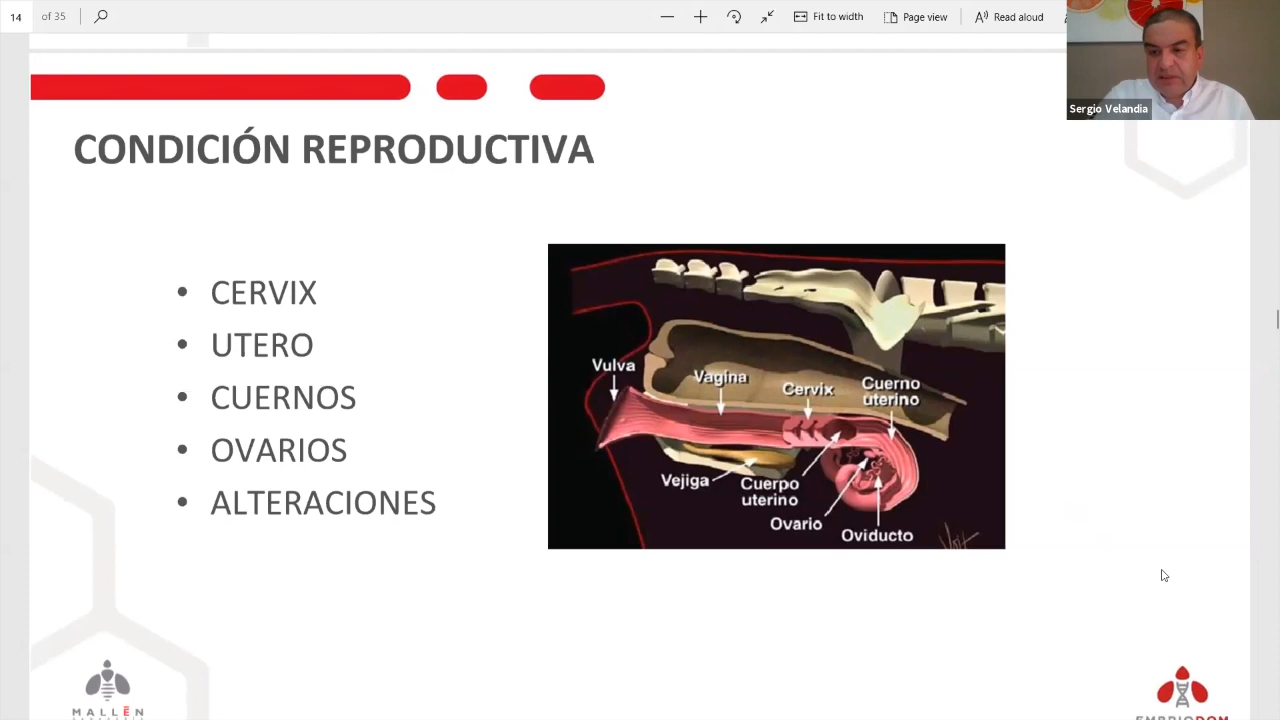 14 of 35 Fit to width Page view Read aloud
Sergio Velandia
CONDICIÓN REPRODUCTIVA
• CERVIX
• UTERO
• CUERNOS
• OVARIOS
• ALTERACIONES
Vulva
Vagina
Cervix
Cuerno
uterino
Vejiga
Cuerpo
uterino
Ovario
Oviducto
MALLÉN
EMBRIODOM